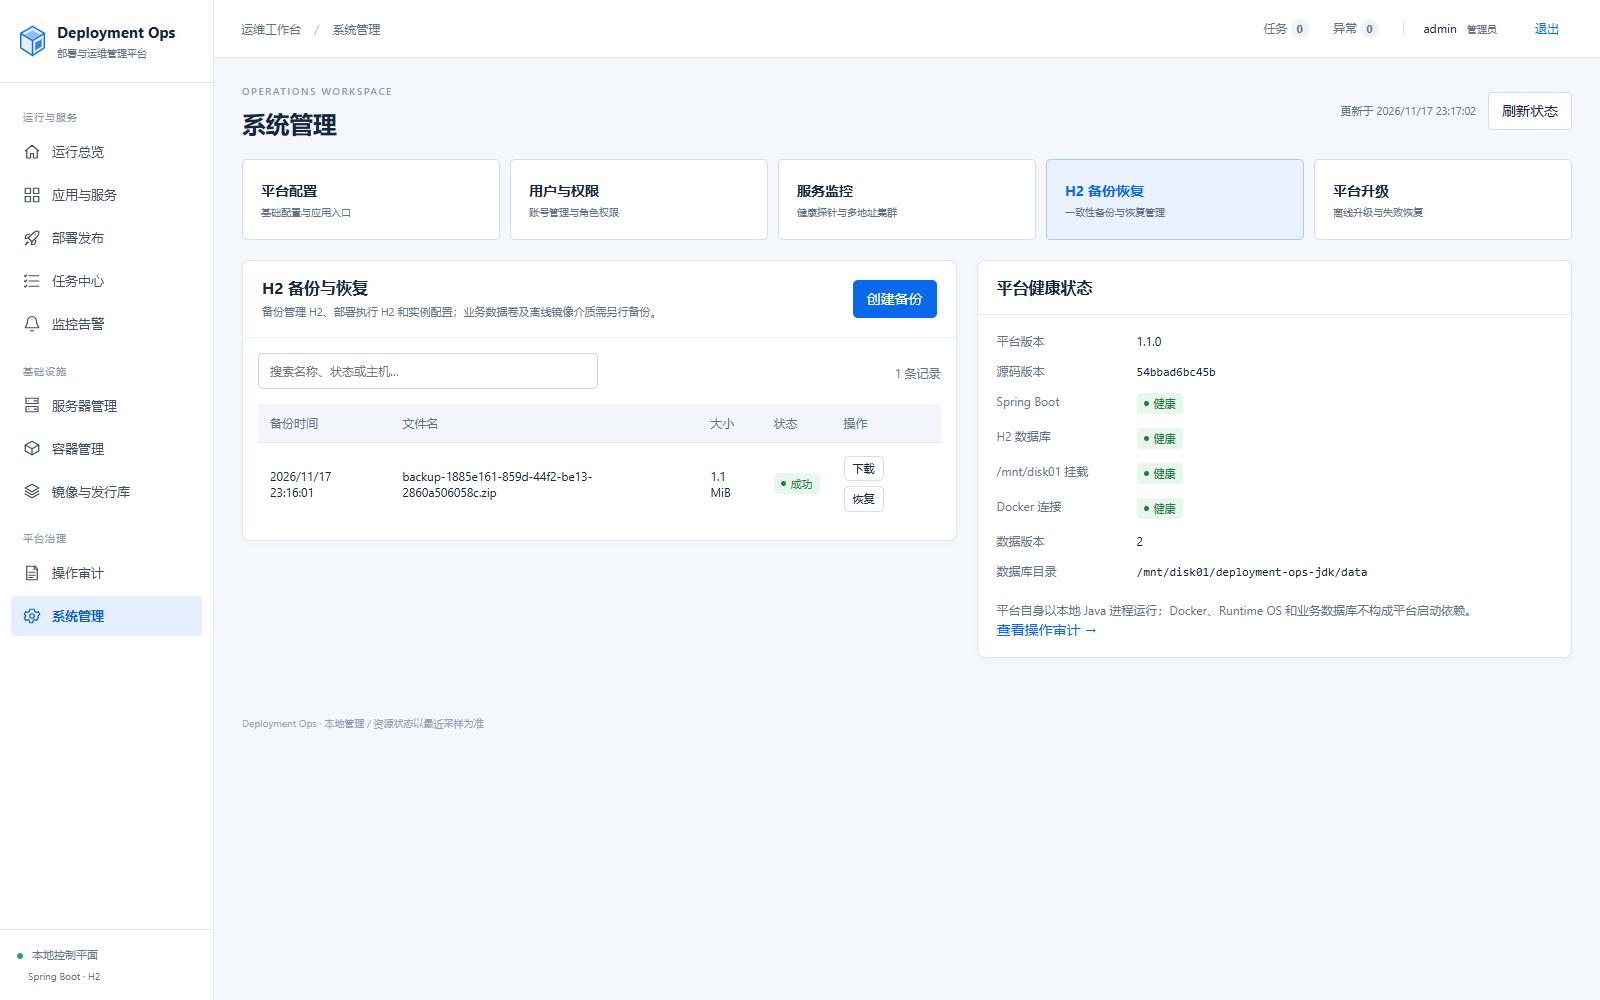 Deployment Ops
部署与运维管理平台
运行与服务
运行总览
应用与服务
部署发布
任务中心
监控告警
基础设施
服务器管理
容器管理
镜像与发行库
平台治理
操作审计
系统管理
本地控制平面
Spring Boot · H2
运维工作台 / 系统管理
任务 0 异常 0 admin 管理员 退出
OPERATIONS WORKSPACE
系统管理
更新于 2026/11/17 23:17:02 刷新状态
平台配置
基础配置与应用入口
用户与权限
账号管理与角色权限
服务监控
健康探针与多地址集群
H2 备份恢复
一致性备份与恢复管理
平台升级
离线升级与失败恢复
H2 备份与恢复
备份管理 H2、部署执行 H2 和实例配置；业务数据卷及离线镜像介质需另行备份。
创建备份
搜索名称、状态或主机...
1 条记录
备份时间 文件名 大小 状态 操作
2026/11/17
23:16:01
backup-1885e161-859d-44f2-be13-
2860a506058c.zip
1.1
MiB
成功
下载
恢复
平台健康状态
平台版本 1.1.0
源码版本 54bbad6bc45b
Spring Boot 健康
H2 数据库 健康
/mnt/disk01 挂载 健康
Docker 连接 健康
数据版本 2
数据库目录 /mnt/disk01/deployment-ops-jdk/data
平台自身以本地 Java 进程运行；Docker、Runtime OS 和业务数据库不构成平台启动依赖。
查看操作审计 →
Deployment Ops · 本地管理 / 资源状态以最近采样为准